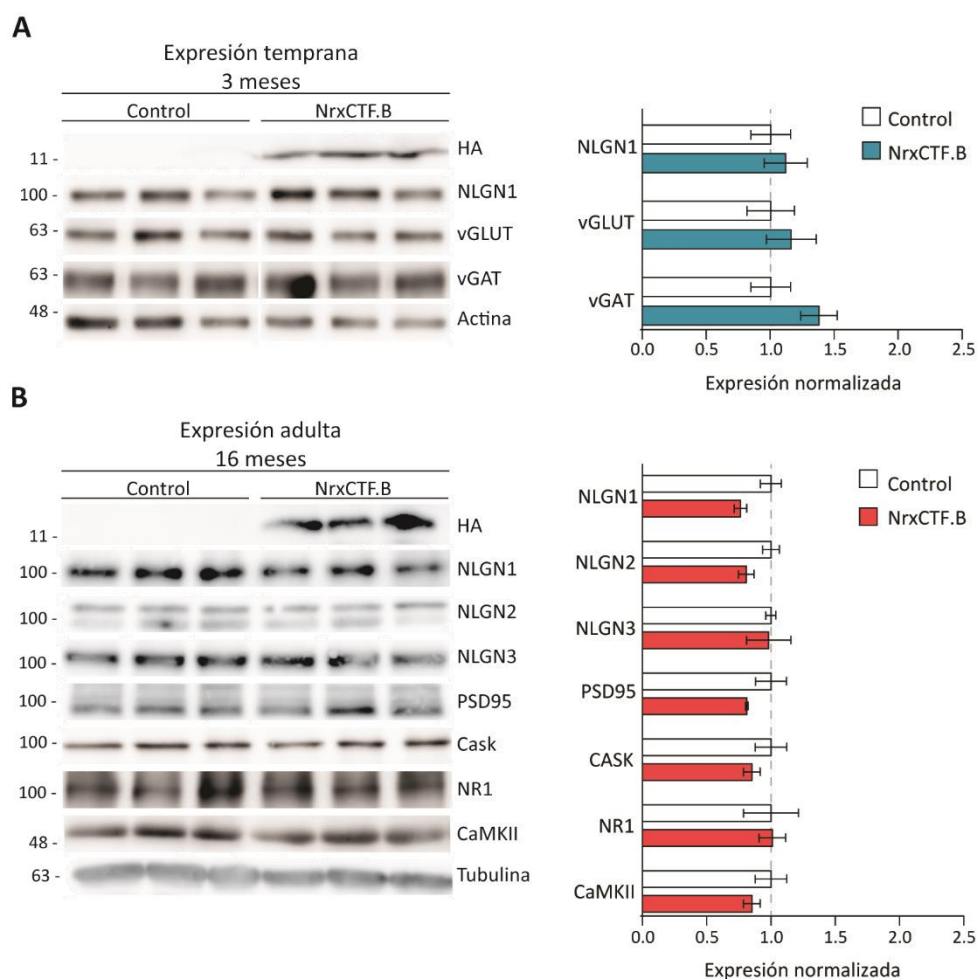 A
Expresión temprana
3 meses
Control NrxCTF.B
11 - HA
100 - NLGN1
63 - vGLUT
63 - vGAT
48 - Actina
Control
NrxCTF.B
NLGN1
vGLUT
vGAT
0.0 0.5 1.0 1.5 2.0 2.5
Expresión normalizada
B
Expresión adulta
16 meses
Control NrxCTF.B
11 - HA
100 - NLGN1
100 - NLGN2
100 - NLGN3
100 - PSD95
100 - Cask
100 - NR1
48 - CaMKII
63 - Tubulina
Control
NrxCTF.B
NLGN1
NLGN2
NLGN3
PSD95
CASK
NR1
CaMKII
0.0 0.5 1.0 1.5 2.0 2.5
Expresión normalizada